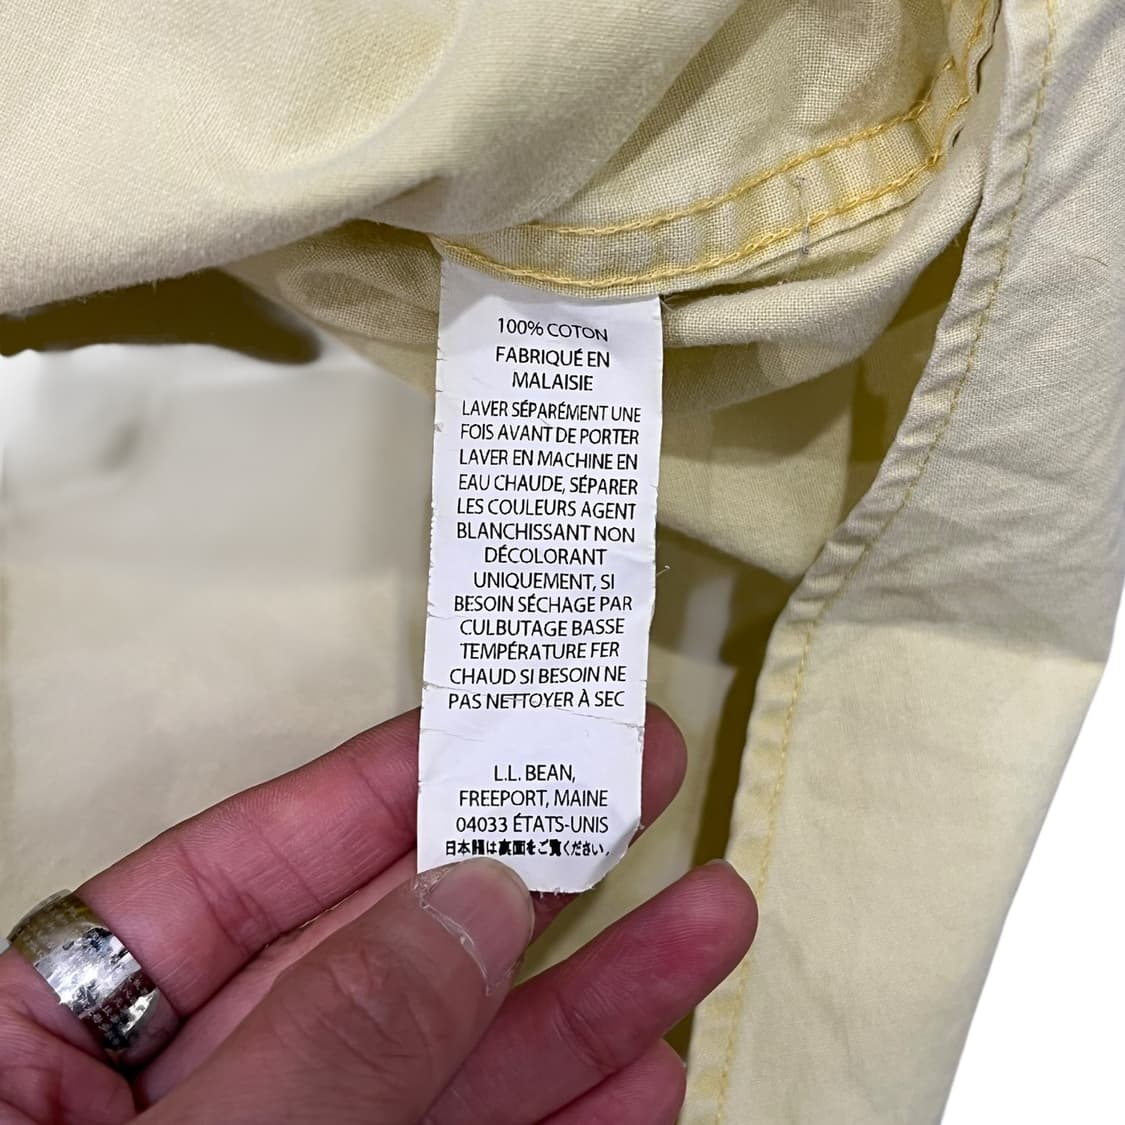 100% COTON
FABRIQUÉ EN
MALAISIE
LAVER SÉPARÉMENT UNE
FOIS AVANT DE PORTER
LAVER EN MACHINE EN
EAU CHAUDE, SÉPARER
LES COULEURS AGENT
BLANCHISSANT NON
DÉCOLORANT
UNIQUEMENT, SI
BESOIN SÉCHAGE PAR
CULBUTAGE BASSE
TEMPÉRATURE FER
CHAUD SI BESOIN NE
PAS NETTOYER À SEC
L.L. BEAN,
FREEPORT, MAINE
04033 ÉTATS-UNIS
日本語は裏面をご覧ください。